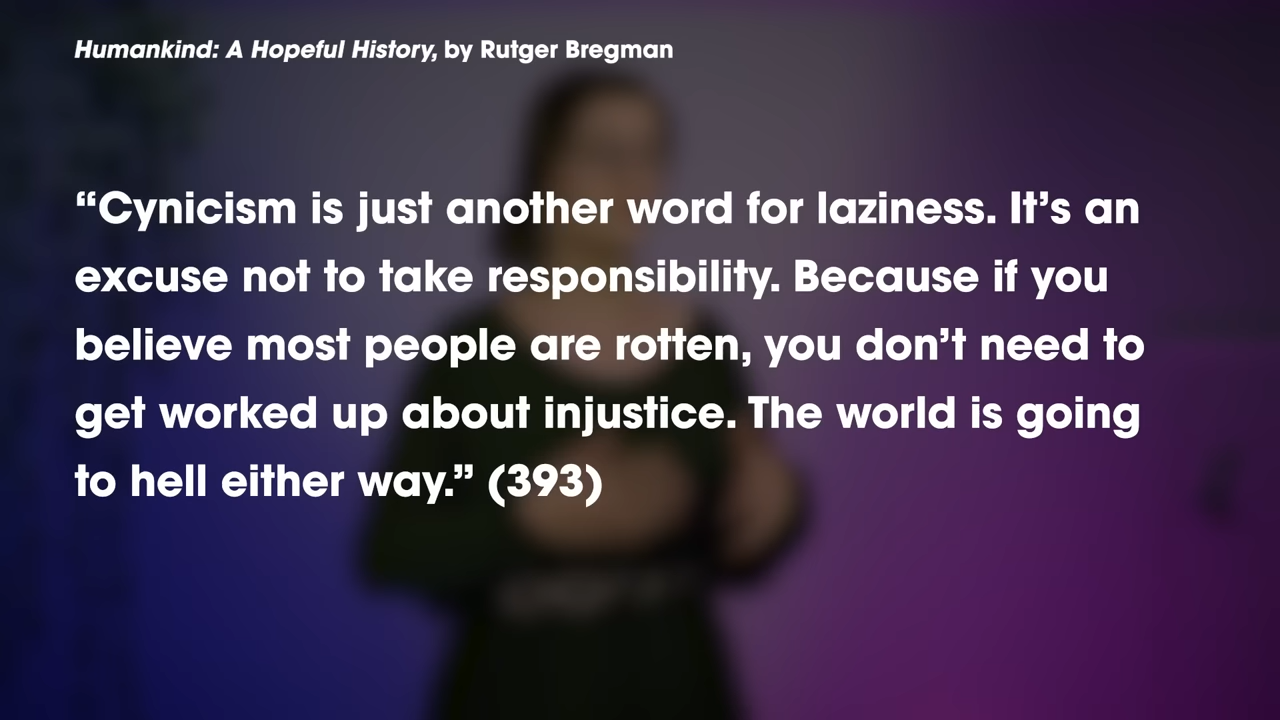 Humankind: A Hopeful History, by Rutger Bregman
“Cynicism is just another word for laziness. It’s an
excuse not to take responsibility. Because if you
believe most people are rotten, you don’t need to
get worked up about injustice. The world is going
to hell either way.” (393)